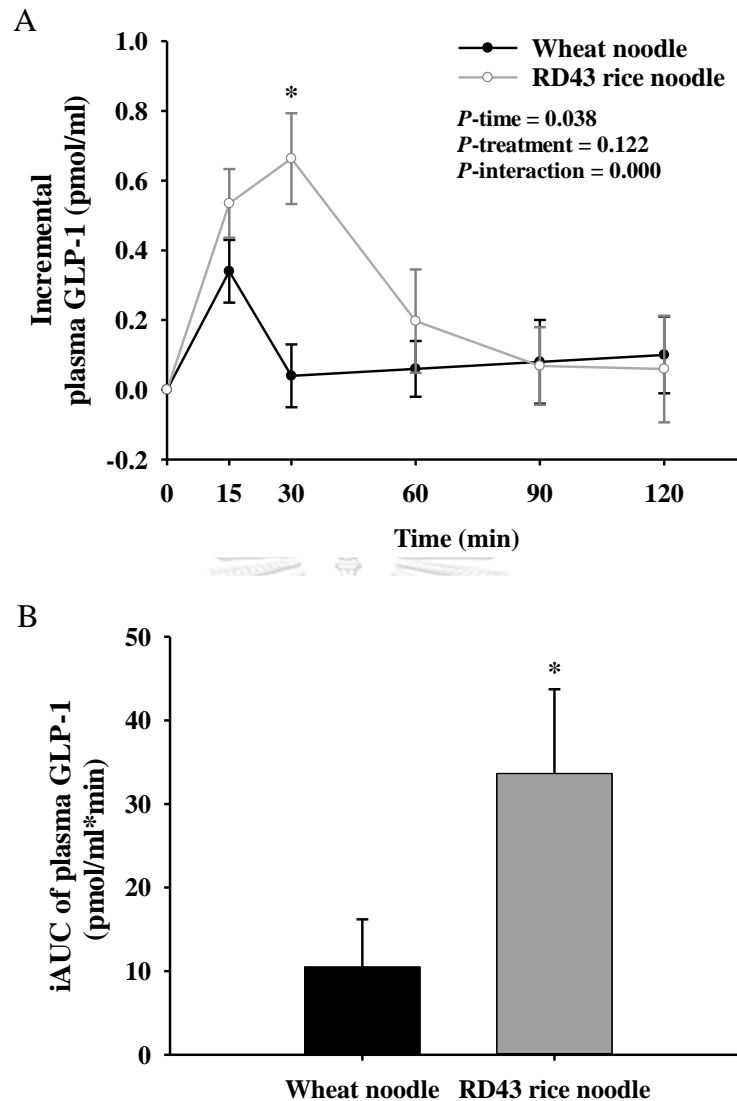 A
Incremental
plasma GLP-1 (pmol/ml)
1.0
0.8
0.6
0.4
0.2
0.0
-0.2
Wheat noodle
RD43 rice noodle
P-time = 0.038
P-treatment = 0.122
P-interaction = 0.000
*
0 15 30 60 90 120
Time (min)
B
iAUC of plasma GLP-1
(pmol/ml*min)
50
40
30
20
10
0
*
Wheat noodle RD43 rice noodle